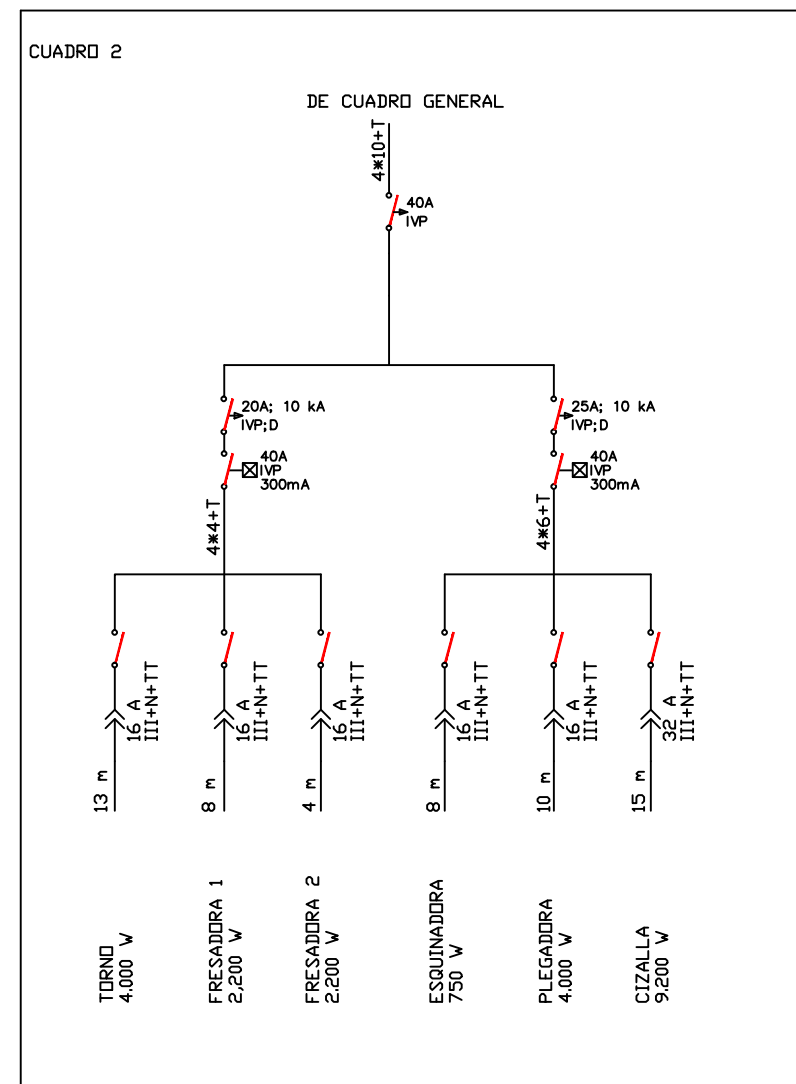 CUADRO 2
DE CUADRO GENERAL
4*10+T
40A
IVP
20A; 10 kA
IVP;D
40A
IVP
300mA
4*4+T
25A; 10 kA
IVP;D
40A
IVP
300mA
4*6+T
16 A
III+N+TT
16 A
III+N+TT
16 A
III+N+TT
16 A
III+N+TT
16 A
III+N+TT
32 A
III+N+TT
13 m
8 m
4 m
8 m
10 m
15 m
TORNO
4.000 W
FRESADORA 1
2,200 W
FRESADORA 2
2.200 W
ESQUINADORA
750 W
PLEGADORA
4.000 W
CIZALLA
9.200 W